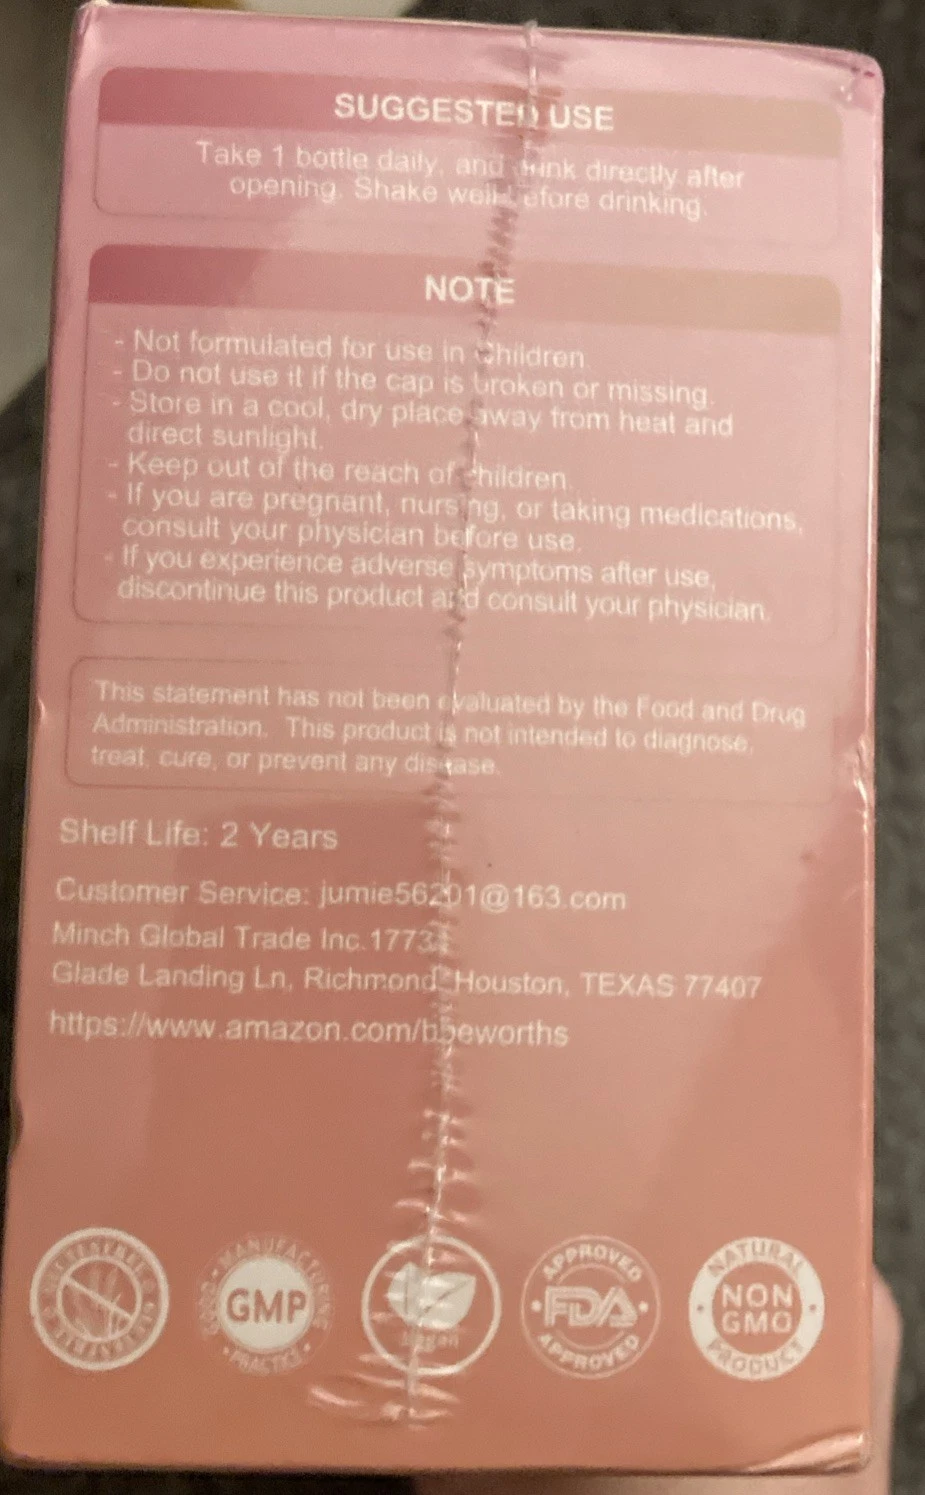 SUGGESTED USE
Take 1 bottle daily, and drink directly after
opening. Shake well before drinking.
NOTE
- Not formulated for use in Children.
- Do not use it if the cap is broken or missing.
- Store in a cool, dry place away from heat and
direct sunlight.
- Keep out of the reach of children.
- If you are pregnant, nursing, or taking medications,
consult your physician before use.
- If you experience adverse symptoms after use,
discontinue this product and consult your physician.
This statement has not been evaluated by the Food and Drug
Administration. This product is not intended to diagnose,
treat, cure, or prevent any disease.
Shelf Life: 2 Years
Customer Service: jumie56201@163.com
Minch Global Trade Inc.1773
Glade Landing Ln, Richmond, Houston, TEXAS 77407
https://www.amazon.com/bbeworths
GOOD • MANUFACTURING
GMP
• PRACTICE •
Vegan
APPROVED
FDA
APPROVED
NATURAL
NON
GMO
PRODUCT